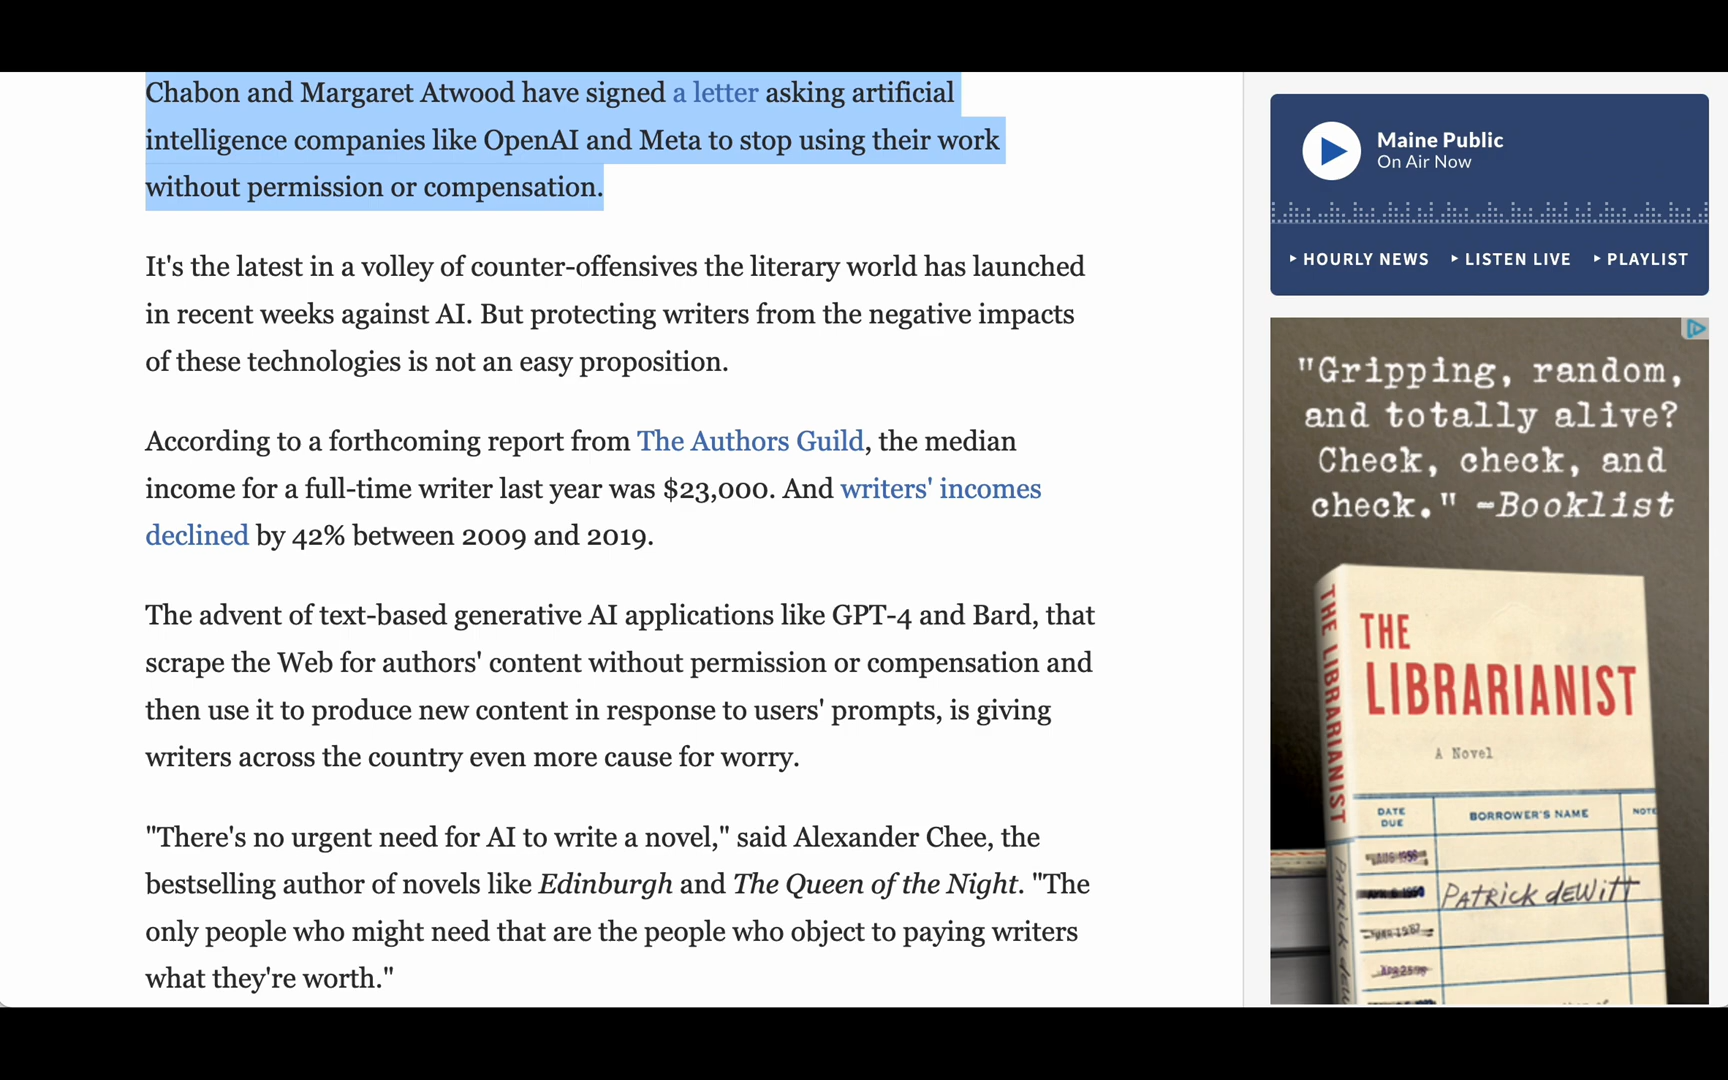 Chabon and Margaret Atwood have signed a letter asking artificial
intelligence companies like OpenAI and Meta to stop using their work
without permission or compensation.
It's the latest in a volley of counter-offensives the literary world has launched
in recent weeks against AI. But protecting writers from the negative impacts
of these technologies is not an easy proposition.
According to a forthcoming report from The Authors Guild, the median
income for a full-time writer last year was $23,000. And writers' incomes
declined by 42% between 2009 and 2019.
The advent of text-based generative AI applications like GPT-4 and Bard, that
scrape the Web for authors' content without permission or compensation and
then use it to produce new content in response to users' prompts, is giving
writers across the country even more cause for worry.
"There's no urgent need for AI to write a novel," said Alexander Chee, the
bestselling author of novels like Edinburgh and The Queen of the Night. "The
only people who might need that are the people who object to paying writers
what they're worth."
Maine Public
On Air Now
HOURLY NEWS LISTEN LIVE PLAYLIST
"Gripping, random,
and totally alive?
Check, check, and
check." –Booklist
THE LIBRARIANIST
THE
LIBRARIANIST
A Novel
DATE DUE BORROWER'S NAME NOTE
PATRICK deWITT